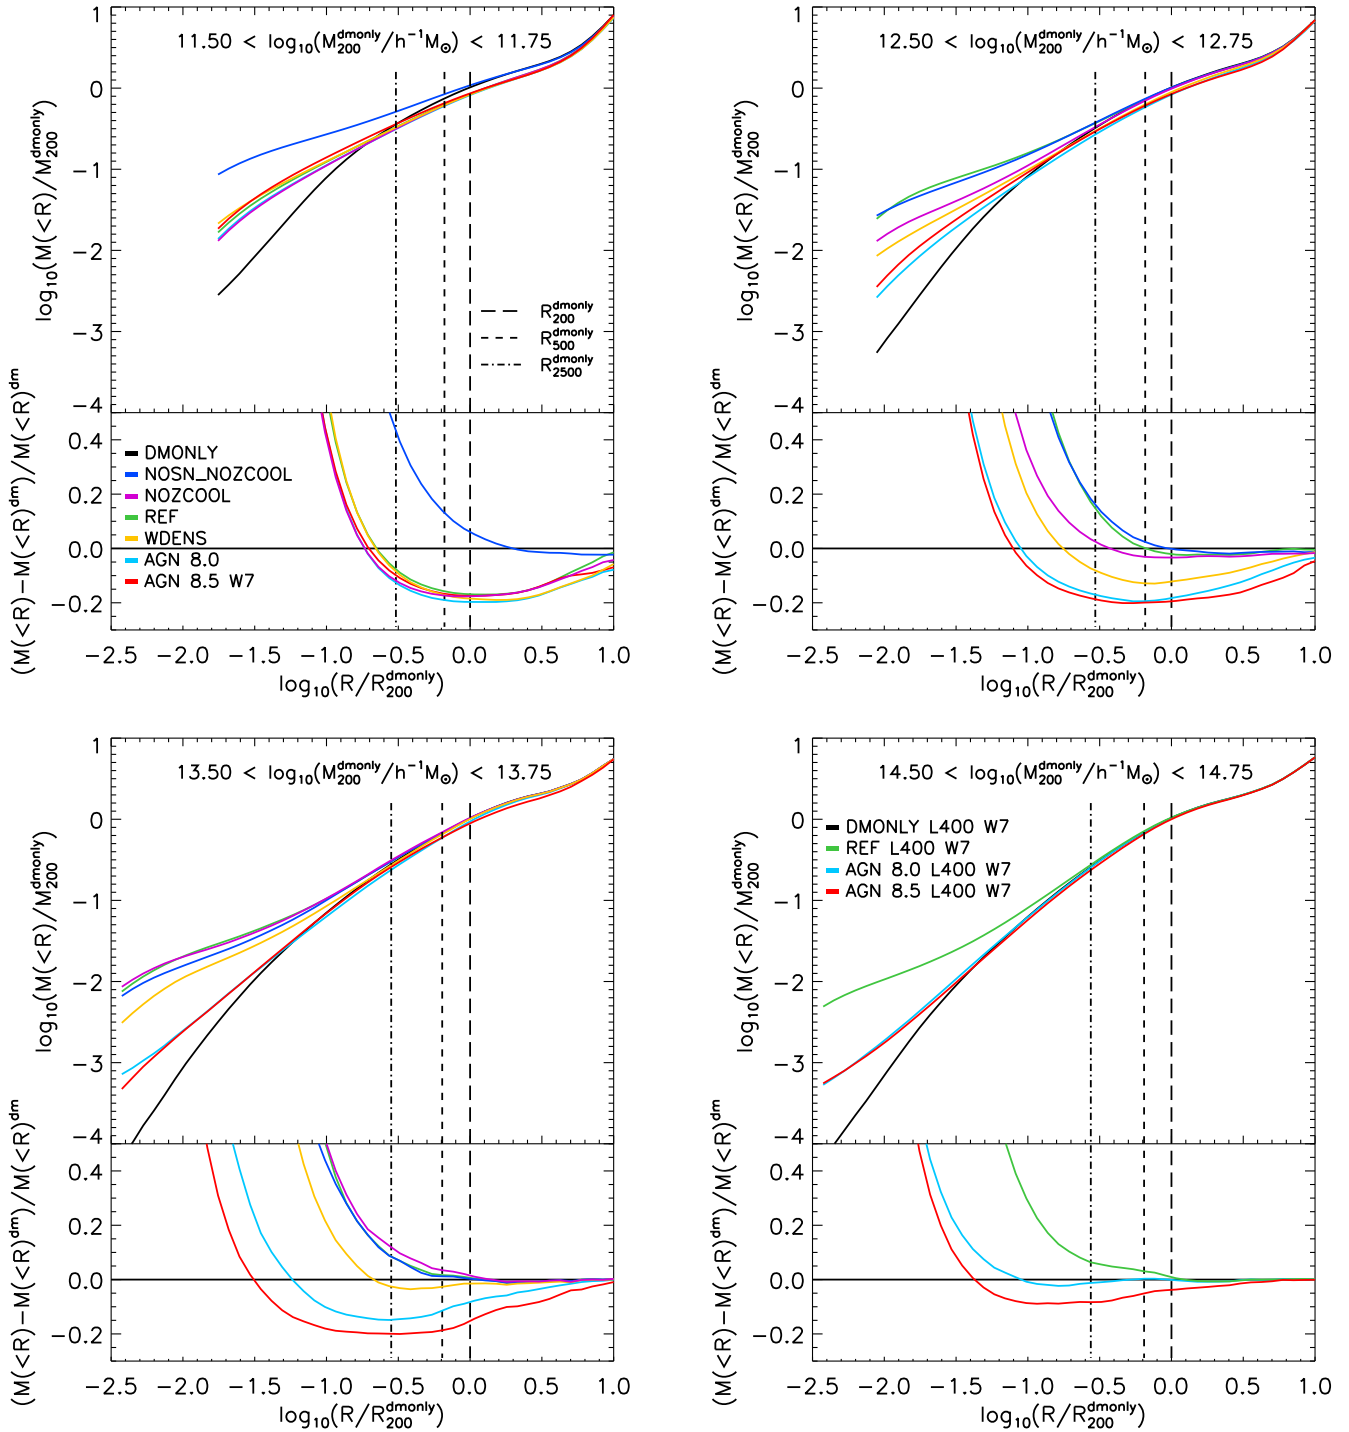 11.50 < log₁₀(M₂₀₀ᵈᵐᵒⁿˡʸ/h⁻¹M⊙) < 11.75
log₁₀(M(<R)/M₂₀₀ᵈᵐᵒⁿˡʸ)
1
0
−1
−2
−3
−4
R₂₀₀ᵈᵐᵒⁿˡʸ
R₅₀₀ᵈᵐᵒⁿˡʸ
R₂₅₀₀ᵈᵐᵒⁿˡʸ
(M(<R)−M(<R)ᵈᵐ)/M(<R)ᵈᵐ
0.4
0.2
0.0
−0.2
DMONLY
NOSN_NOZCOOL
NOZCOOL
REF
WDENS
AGN 8.0
AGN 8.5 W7
−2.5 −2.0 −1.5 −1.0 −0.5 0.0 0.5 1.0
log₁₀(R/R₂₀₀ᵈᵐᵒⁿˡʸ)
12.50 < log₁₀(M₂₀₀ᵈᵐᵒⁿˡʸ/h⁻¹M⊙) < 12.75
log₁₀(M(<R)/M₂₀₀ᵈᵐᵒⁿˡʸ)
1
0
−1
−2
−3
−4
(M(<R)−M(<R)ᵈᵐ)/M(<R)ᵈᵐ
0.4
0.2
0.0
−0.2
−2.5 −2.0 −1.5 −1.0 −0.5 0.0 0.5 1.0
log₁₀(R/R₂₀₀ᵈᵐᵒⁿˡʸ)
13.50 < log₁₀(M₂₀₀ᵈᵐᵒⁿˡʸ/h⁻¹M⊙) < 13.75
log₁₀(M(<R)/M₂₀₀ᵈᵐᵒⁿˡʸ)
1
0
−1
−2
−3
−4
(M(<R)−M(<R)ᵈᵐ)/M(<R)ᵈᵐ
0.4
0.2
0.0
−0.2
−2.5 −2.0 −1.5 −1.0 −0.5 0.0 0.5 1.0
log₁₀(R/R₂₀₀ᵈᵐᵒⁿˡʸ)
14.50 < log₁₀(M₂₀₀ᵈᵐᵒⁿˡʸ/h⁻¹M⊙) < 14.75
log₁₀(M(<R)/M₂₀₀ᵈᵐᵒⁿˡʸ)
1
0
−1
−2
−3
−4
DMONLY L400 W7
REF L400 W7
AGN 8.0 L400 W7
AGN 8.5 L400 W7
(M(<R)−M(<R)ᵈᵐ)/M(<R)ᵈᵐ
0.4
0.2
0.0
−0.2
−2.5 −2.0 −1.5 −1.0 −0.5 0.0 0.5 1.0
log₁₀(R/R₂₀₀ᵈᵐᵒⁿˡʸ)